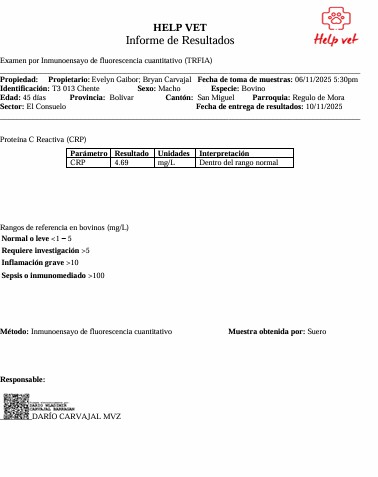 HELP VET
Informe de Resultados
Help vet
Examen por Inmunoensayo de fluorescencia cuantitativo (TRFIA)
Propiedad: Propietario: Evelyn Gaibor; Bryan Carvajal Fecha de toma de muestras: 06/11/2025 5:30pm
Identificación: T3 013 Chente Sexo: Macho Especie: Bovino
Edad: 45 días Provincia: Bolívar Cantón: San Miguel Parroquia: Regulo de Mora
Sector: El Consuelo Fecha de entrega de resultados: 10/11/2025
Proteina C Reactiva (CRP)
Parámetro Resultado Unidades Interpretación
CRP 4.69 mg/L Dentro del rango normal
Rangos de referencia en bovinos (mg/L)
Normal o leve <1 – 5
Requiere investigación >5
Inflamación grave >10
Sepsis o inmunomediado >100
Método: Inmunoensayo de fluorescencia cuantitativo Muestra obtenida por: Suero
Responsable:
DARIO WLADIMIR
CARVAJAL BARRAGAN
DARÍO CARVAJAL MVZ